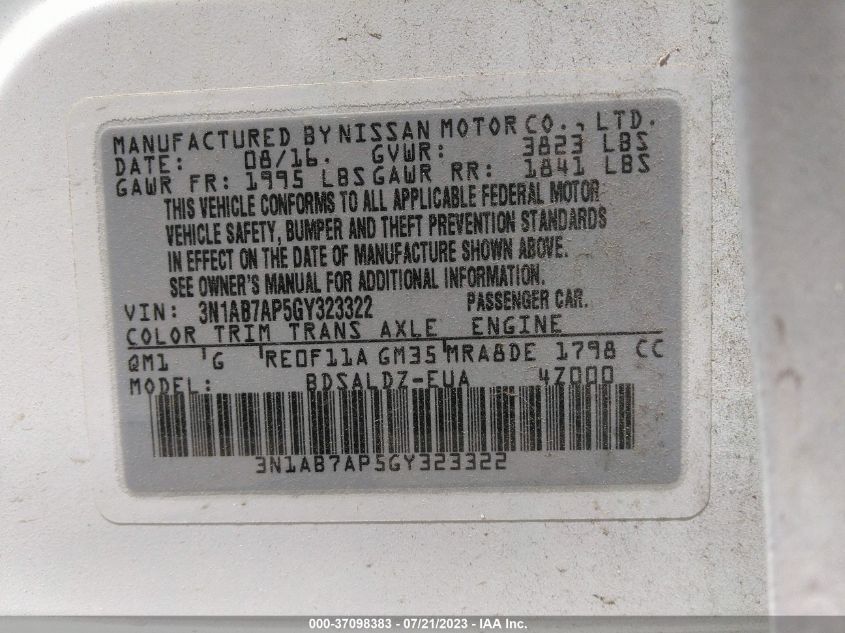 MANUFACTURED BY NISSAN MOTOR CO., LTD.
DATE: 08/16. GVWR: 3823 LBS
GAWR FR: 1995 LBS GAWR RR: 1841 LBS
THIS VEHICLE CONFORMS TO ALL APPLICABLE FEDERAL MOTOR
VEHICLE SAFETY, BUMPER AND THEFT PREVENTION STANDARDS
IN EFFECT ON THE DATE OF MANUFACTURE SHOWN ABOVE.
SEE OWNER'S MANUAL FOR ADDITIONAL INFORMATION.
VIN: 3N1AB7AP5GY323322 PASSENGER CAR.
COLOR TRIM TRANS AXLE ENGINE
QM1 'G 'RE0F11A GM35 'MRA8DE 1798 CC
MODEL: BDSALDZ-EUA 4Z000
3N1AB7AP5GY323322
000-37098383 - 07/21/2023 - IAA Inc.